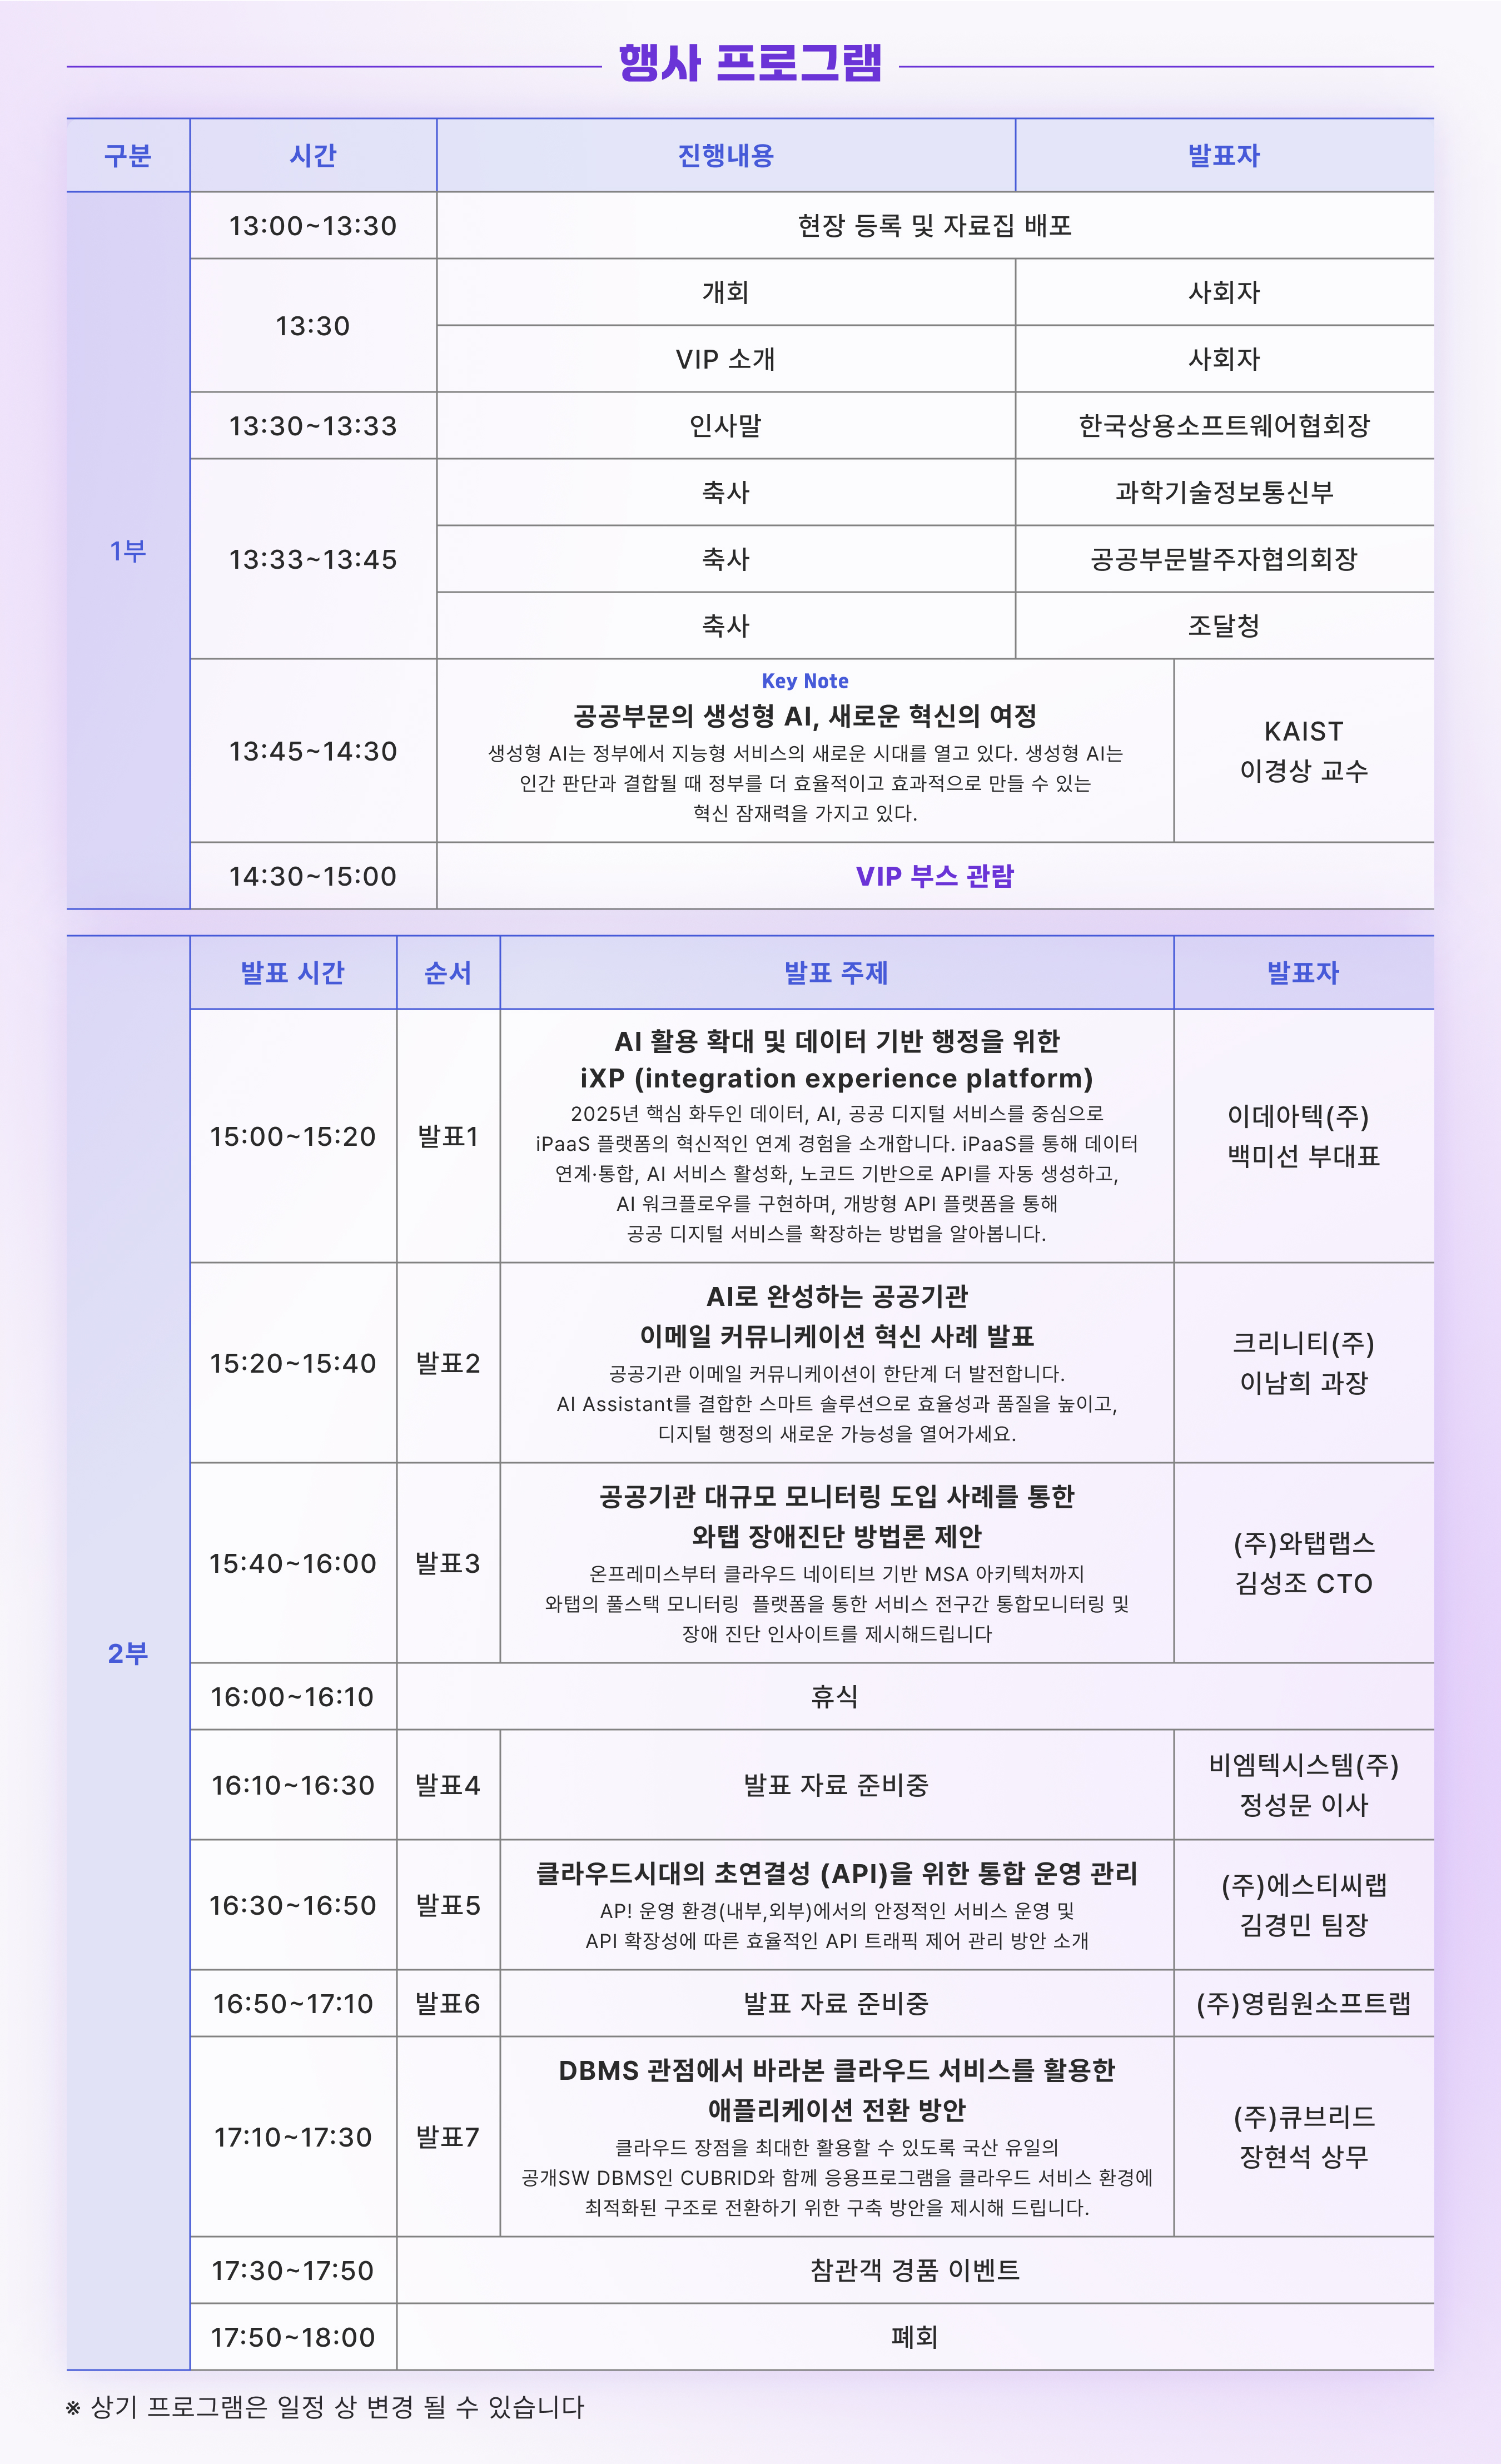 행사 프로그램
구분 시간 진행내용 발표자
1부
13:00~13:30 현장 등록 및 자료집 배포
13:30 개회 사회자
VIP 소개 사회자
13:30~13:33 인사말 한국상용소프트웨어협회장
13:33~13:45 축사 과학기술정보통신부
축사 공공부문발주자협의회장
축사 조달청
13:45~14:30
Key Note
공공부문의 생성형 AI, 새로운 혁신의 여정
생성형 AI는 정부에서 지능형 서비스의 새로운 시대를 열고 있다. 생성형 AI는
인간 판단과 결합될 때 정부를 더 효율적이고 효과적으로 만들 수 있는
혁신 잠재력을 가지고 있다.
KAIST
이경상 교수
14:30~15:00 VIP 부스 관람
2부
발표 시간 순서 발표 주제 발표자
15:00~15:20 발표1
AI 활용 확대 및 데이터 기반 행정을 위한
iXP (integration experience platform)
2025년 핵심 화두인 데이터, AI, 공공 디지털 서비스를 중심으로
iPaaS 플랫폼의 혁신적인 연계 경험을 소개합니다. iPaaS를 통해 데이터
연계·통합, AI 서비스 활성화, 노코드 기반으로 API를 자동 생성하고,
AI 워크플로우를 구현하며, 개방형 API 플랫폼을 통해
공공 디지털 서비스를 확장하는 방법을 알아봅니다.
이데아텍(주)
백미선 부대표
15:20~15:40 발표2
AI로 완성하는 공공기관
이메일 커뮤니케이션 혁신 사례 발표
공공기관 이메일 커뮤니케이션이 한단계 더 발전합니다.
AI Assistant를 결합한 스마트 솔루션으로 효율성과 품질을 높이고,
디지털 행정의 새로운 가능성을 열어가세요.
크리니티(주)
이남희 과장
15:40~16:00 발표3
공공기관 대규모 모니터링 도입 사례를 통한
와탭 장애진단 방법론 제안
온프레미스부터 클라우드 네이티브 기반 MSA 아키텍처까지
와탭의 풀스택 모니터링 플랫폼을 통한 서비스 전구간 통합모니터링 및
장애 진단 인사이트를 제시해드립니다
(주)와탭랩스
김성조 CTO
16:00~16:10 휴식
16:10~16:30 발표4 발표 자료 준비중
비엠텍시스템(주)
정성문 이사
16:30~16:50 발표5
클라우드시대의 초연결성 (API)을 위한 통합 운영 관리
AP! 운영 환경(내부,외부)에서의 안정적인 서비스 운영 및
API 확장성에 따른 효율적인 API 트래픽 제어 관리 방안 소개
(주)에스티씨랩
김경민 팀장
16:50~17:10 발표6 발표 자료 준비중 (주)영림원소프트랩
17:10~17:30 발표7
DBMS 관점에서 바라본 클라우드 서비스를 활용한
애플리케이션 전환 방안
클라우드 장점을 최대한 활용할 수 있도록 국산 유일의
공개SW DBMS인 CUBRID와 함께 응용프로그램을 클라우드 서비스 환경에
최적화된 구조로 전환하기 위한 구축 방안을 제시해 드립니다.
(주)큐브리드
장현석 상무
17:30~17:50 참관객 경품 이벤트
17:50~18:00 폐회
※ 상기 프로그램은 일정 상 변경 될 수 있습니다